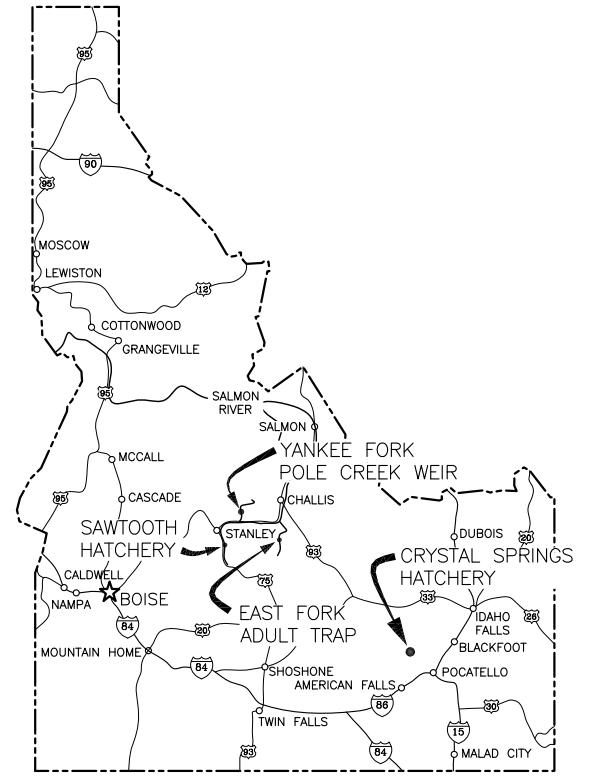 95
90
95
MOSCOW
LEWISTON
12
COTTONWOOD
GRANGEVILLE
95
SALMON
RIVER
SALMON
MCCALL
YANKEE FORK
POLE CREEK WEIR
95
CASCADE
CHALLIS
SAWTOOTH
HATCHERY
STANLEY
93
DUBOIS
20
CRYSTAL SPRINGS
HATCHERY
CALDWELL
NAMPA
BOISE
75
33
EAST FORK
ADULT TRAP
IDAHO
FALLS
26
84
20
BLACKFOOT
MOUNTAIN HOME
84
SHOSHONE
POCATELLO
AMERICAN FALLS
86
30
TWIN FALLS
15
93
84
MALAD CITY